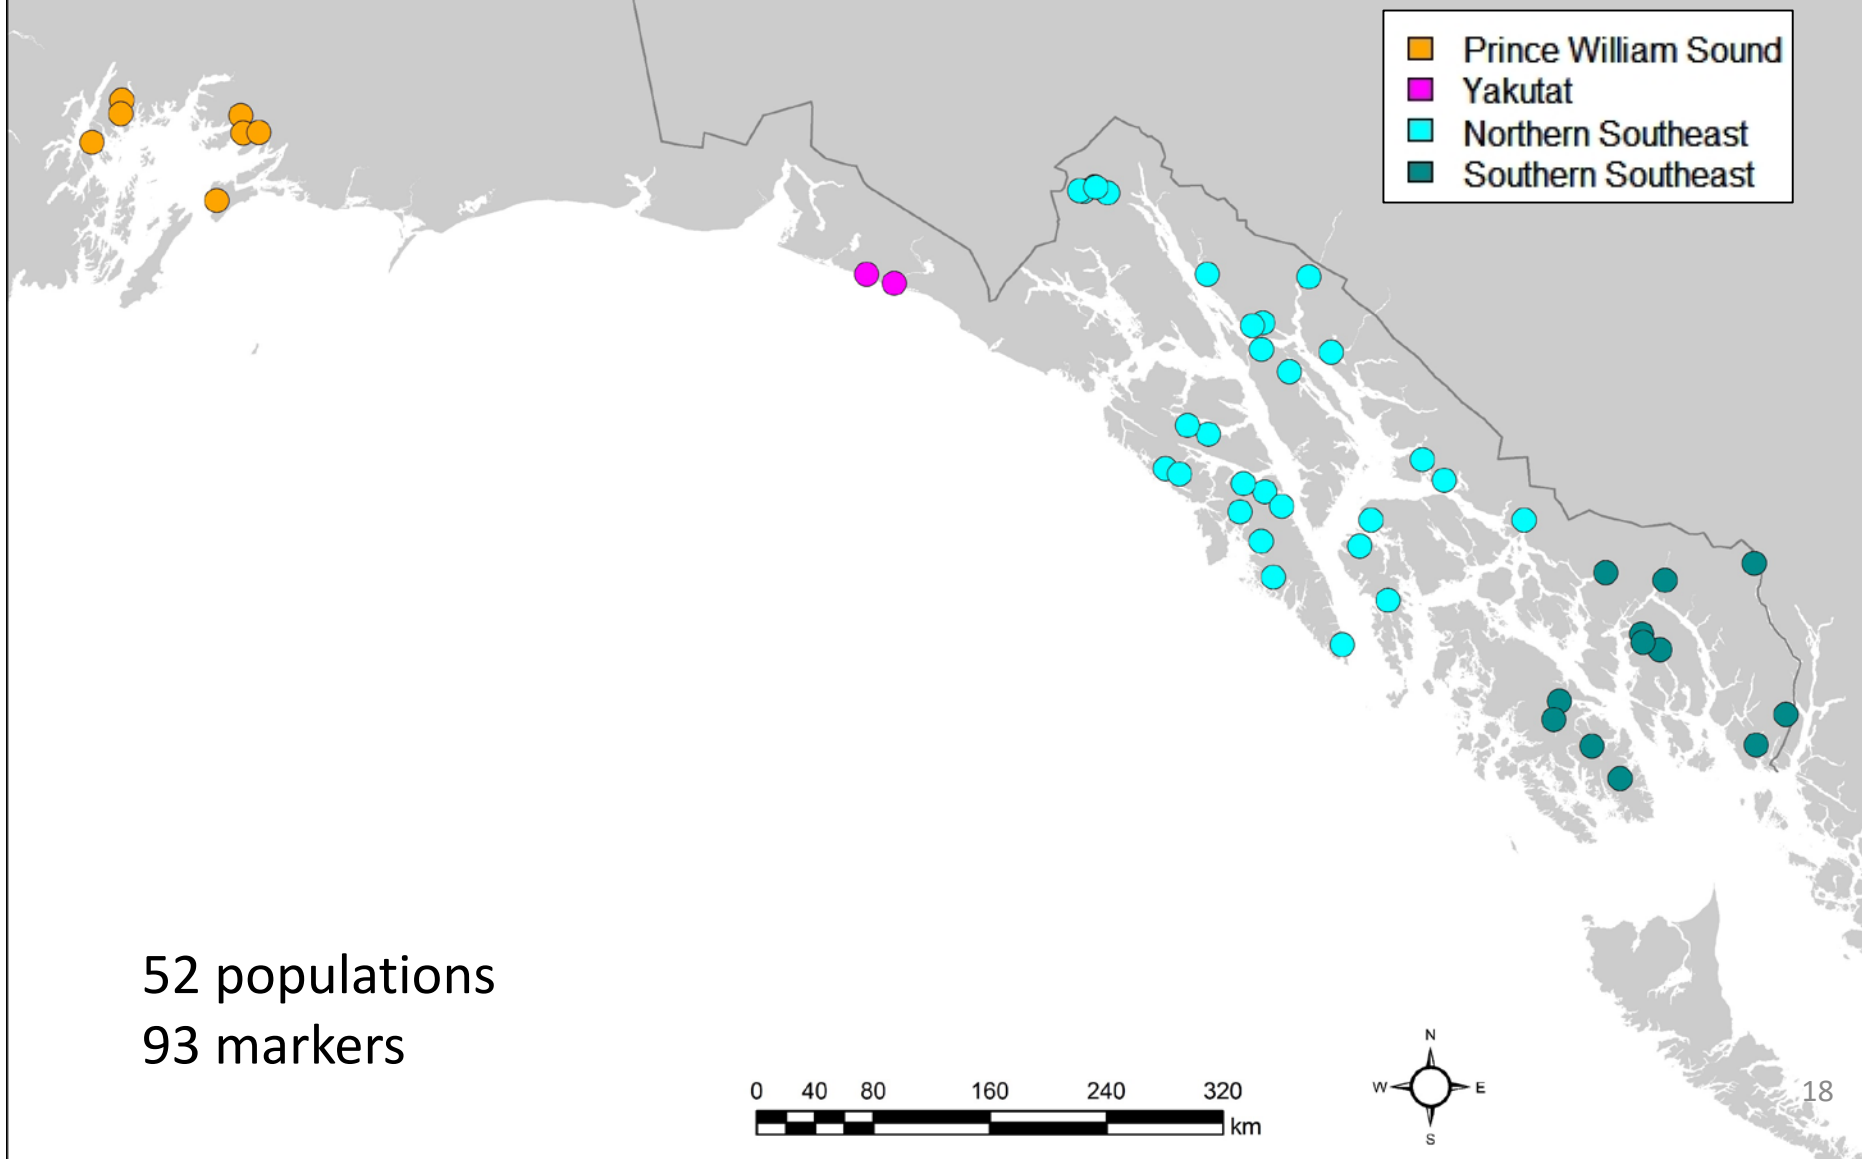 Prince William Sound
Yakutat
Northern Southeast
Southern Southeast
52 populations
93 markers
0 40 80 160 240 320
km
N
W E
S
18